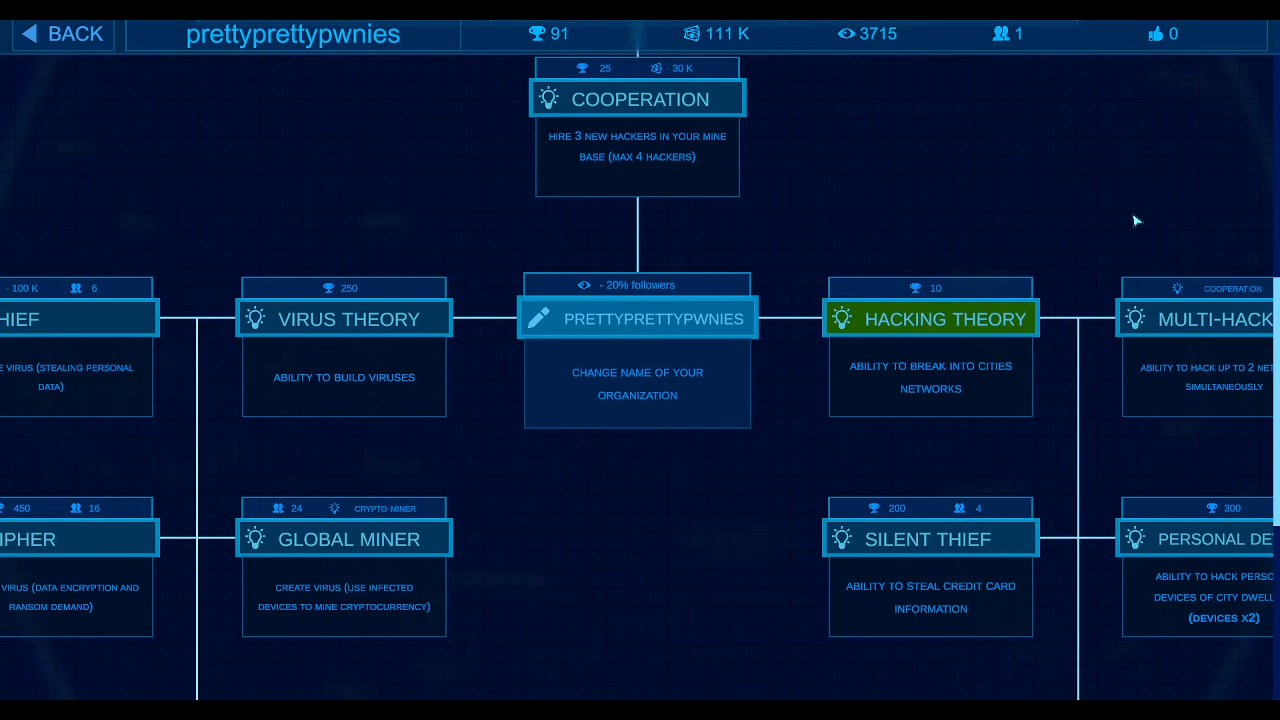 BACK
prettyprettypwnies
91
111 K
3715
1
0
25 - 30 K
COOPERATION
HIRE 3 NEW HACKERS IN YOUR MINE
BASE (MAX 4 HACKERS)
- 100 K 6
HIEF
E VIRUS (STEALING PERSONAL
DATA)
250
VIRUS THEORY
ABILITY TO BUILD VIRUSES
- 20% followers
PRETTYPRETTYPWNIES
CHANGE NAME OF YOUR
ORGANIZATION
10
HACKING THEORY
ABILITY TO BREAK INTO CITIES
NETWORKS
COOPERATION
MULTI-HACK
ABILITY TO HACK UP TO 2 NET
SIMULTANEOUSLY
450 16
IPHER
VIRUS (DATA ENCRYPTION AND
RANSOM DEMAND)
24 CRYPTO-MINER
GLOBAL MINER
CREATE VIRUS (USE INFECTED
DEVICES TO MINE CRYPTOCURRENCY)
200 4
SILENT THIEF
ABILITY TO STEAL CREDIT CARD
INFORMATION
300
PERSONAL DE
ABILITY TO HACK PERSO
DEVICES OF CITY DWELL
(DEVICES X2)